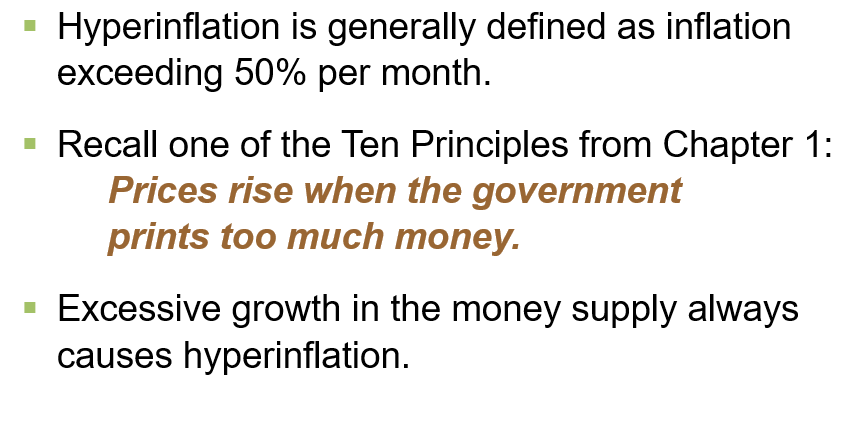 ▪ Hyperinflation is generally defined as inflation
exceeding 50% per month.
▪ Recall one of the Ten Principles from Chapter 1:
Prices rise when the government
prints too much money.
▪ Excessive growth in the money supply always
causes hyperinflation.